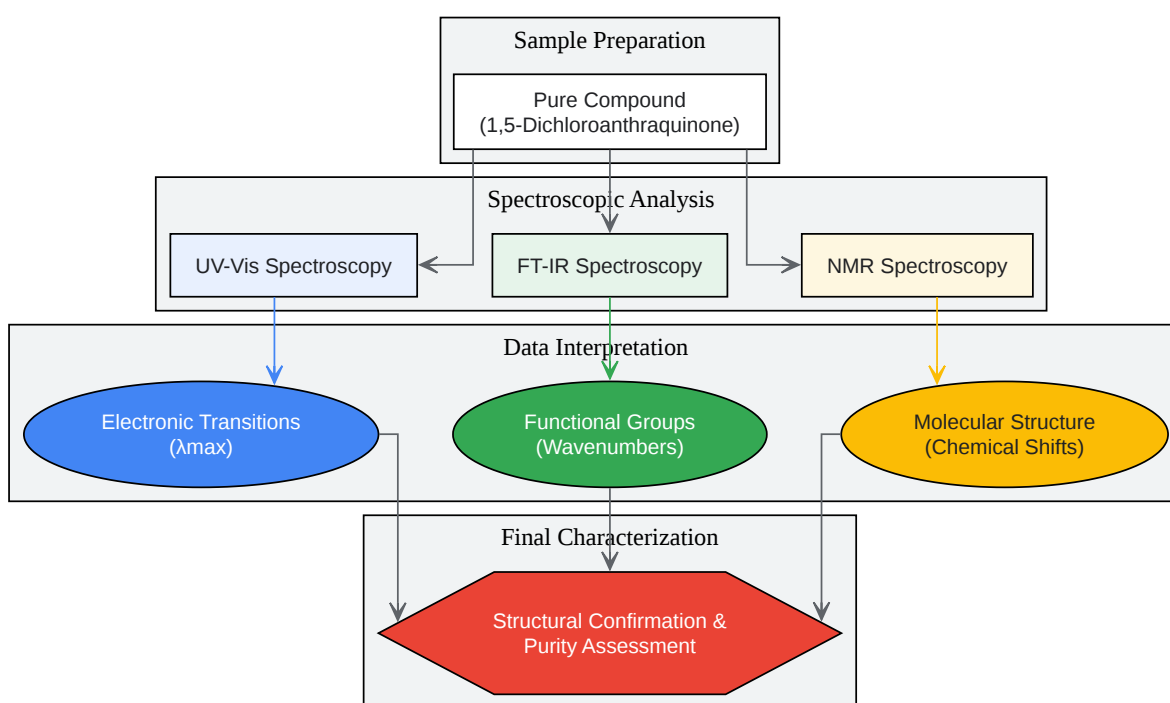 Sample Preparation
Pure Compound
(1,5-Dichloroanthraquinone)
Spectroscopic Analysis
UV-Vis Spectroscopy
FT-IR Spectroscopy
NMR Spectroscopy
Data Interpretation
Electronic Transitions
(λmax)
Functional Groups
(Wavenumbers)
Molecular Structure
(Chemical Shifts)
Final Characterization
Structural Confirmation &
Purity Assessment